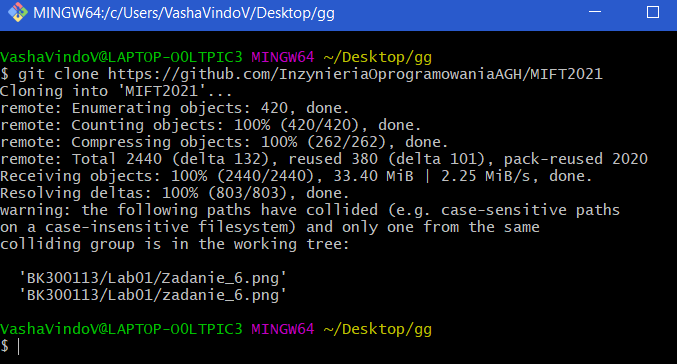 MINGW64:/c/Users/VashaVindoV/Desktop/gg
VashaVindoV@LAPTOP-O0LTPIC3 MINGW64 ~/Desktop/gg
$ git clone https://github.com/InzynieriaOprogramowaniaAGH/MIFT2021
Cloning into 'MIFT2021'...
remote: Enumerating objects: 420, done.
remote: Counting objects: 100% (420/420), done.
remote: Compressing objects: 100% (262/262), done.
remote: Total 2440 (delta 132), reused 380 (delta 101), pack-reused 2020
Receiving objects: 100% (2440/2440), 33.40 MiB | 2.25 MiB/s, done.
Resolving deltas: 100% (803/803), done.
warning: the following paths have collided (e.g. case-sensitive paths
on a case-insensitive filesystem) and only one from the same
colliding group is in the working tree:
'BK300113/Lab01/Zadanie_6.png'
'BK300113/Lab01/zadanie_6.png'
VashaVindoV@LAPTOP-O0LTPIC3 MINGW64 ~/Desktop/gg
$